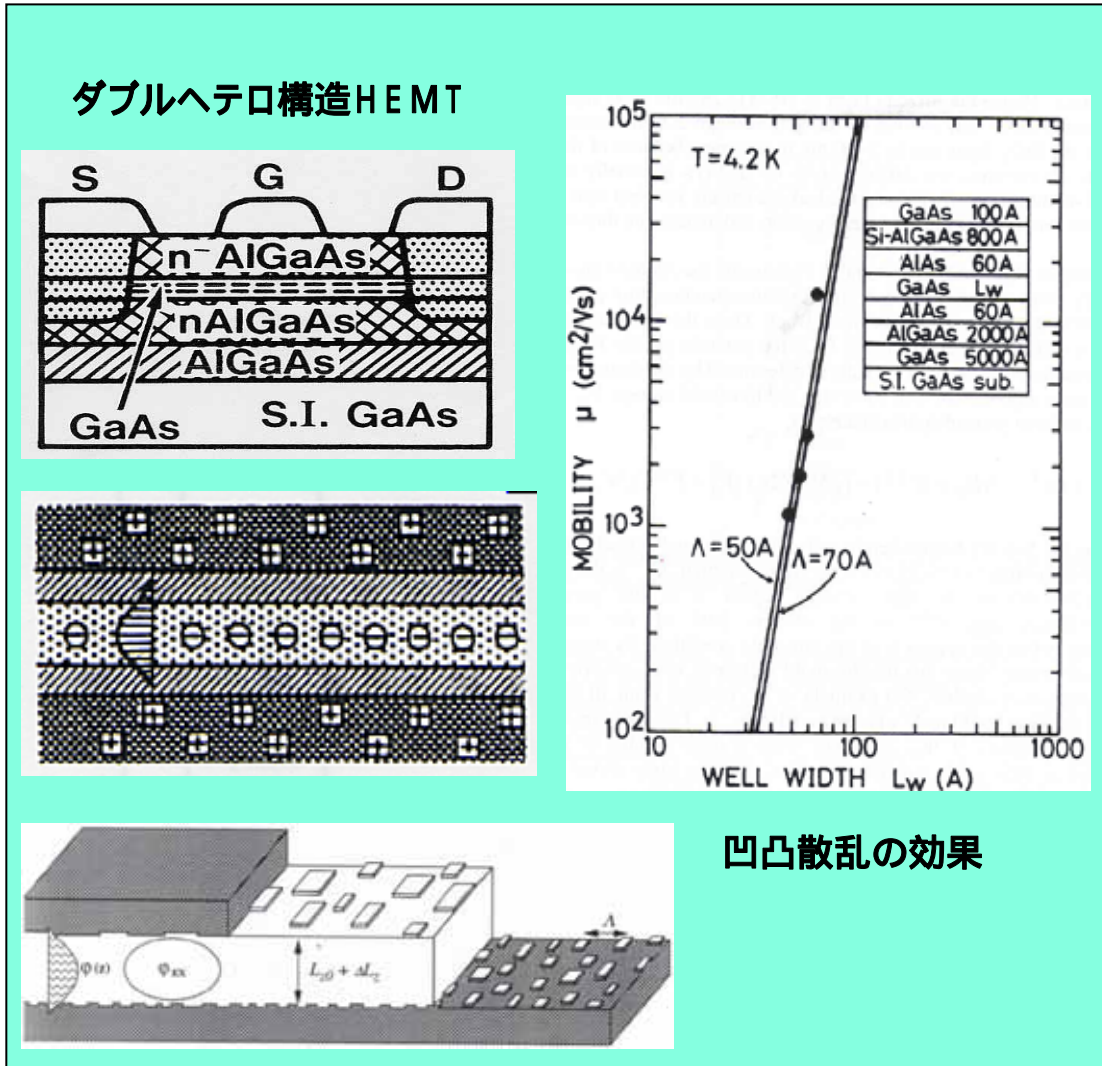 ダブルヘテロ構造HEMT
S G D
n⁻AlGaAs
nAlGaAs
AlGaAs
GaAs
S.I. GaAs
T=4.2K
GaAs 100A
Si-AlGaAs 800A
AlAs 60A
GaAs Lw
AlAs 60A
AlGaAs 2000A
GaAs 5000A
S.I. GaAs sub.
10⁵
10⁴
10³
10²
MOBILITY μ (cm²/Vs)
Λ=50A
Λ=70A
10 100 1000
WELL WIDTH Lw (A)
凹凸散乱の効果
φ(z)
φEX
Lz0 + ΔLz
Λ